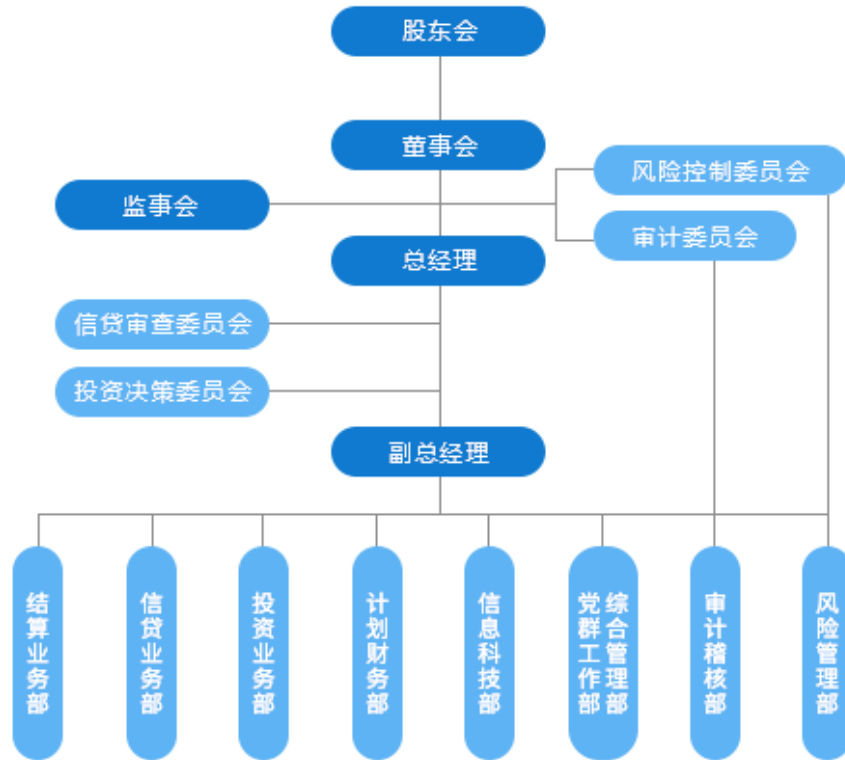 股东会
董事会
风险控制委员会
监事会
审计委员会
总经理
信贷审查委员会
投资决策委员会
副总经理
结算业务部
信贷业务部
投资业务部
计划财务部
信息科技部
综合管理部
党群工作部
审计稽核部
风险管理部